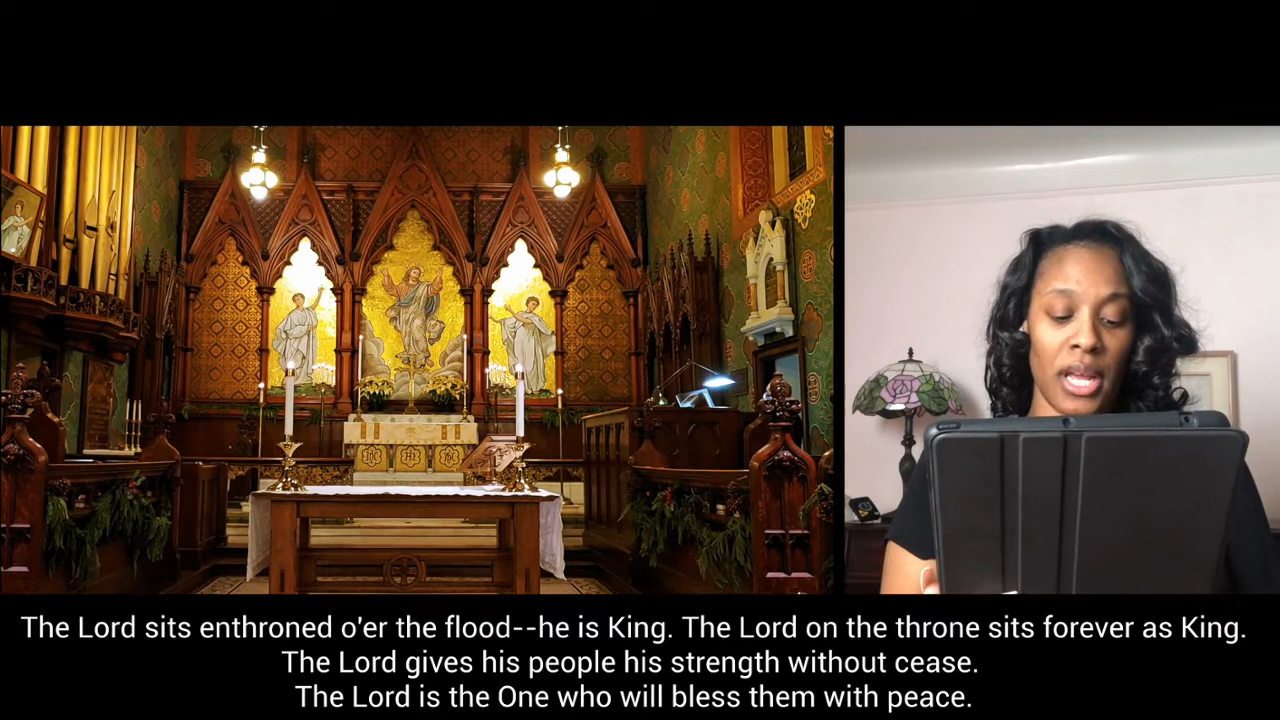 The Lord sits enthroned o'er the flood--he is King. The Lord on the throne sits forever as King.
The Lord gives his people his strength without cease.
The Lord is the One who will bless them with peace.